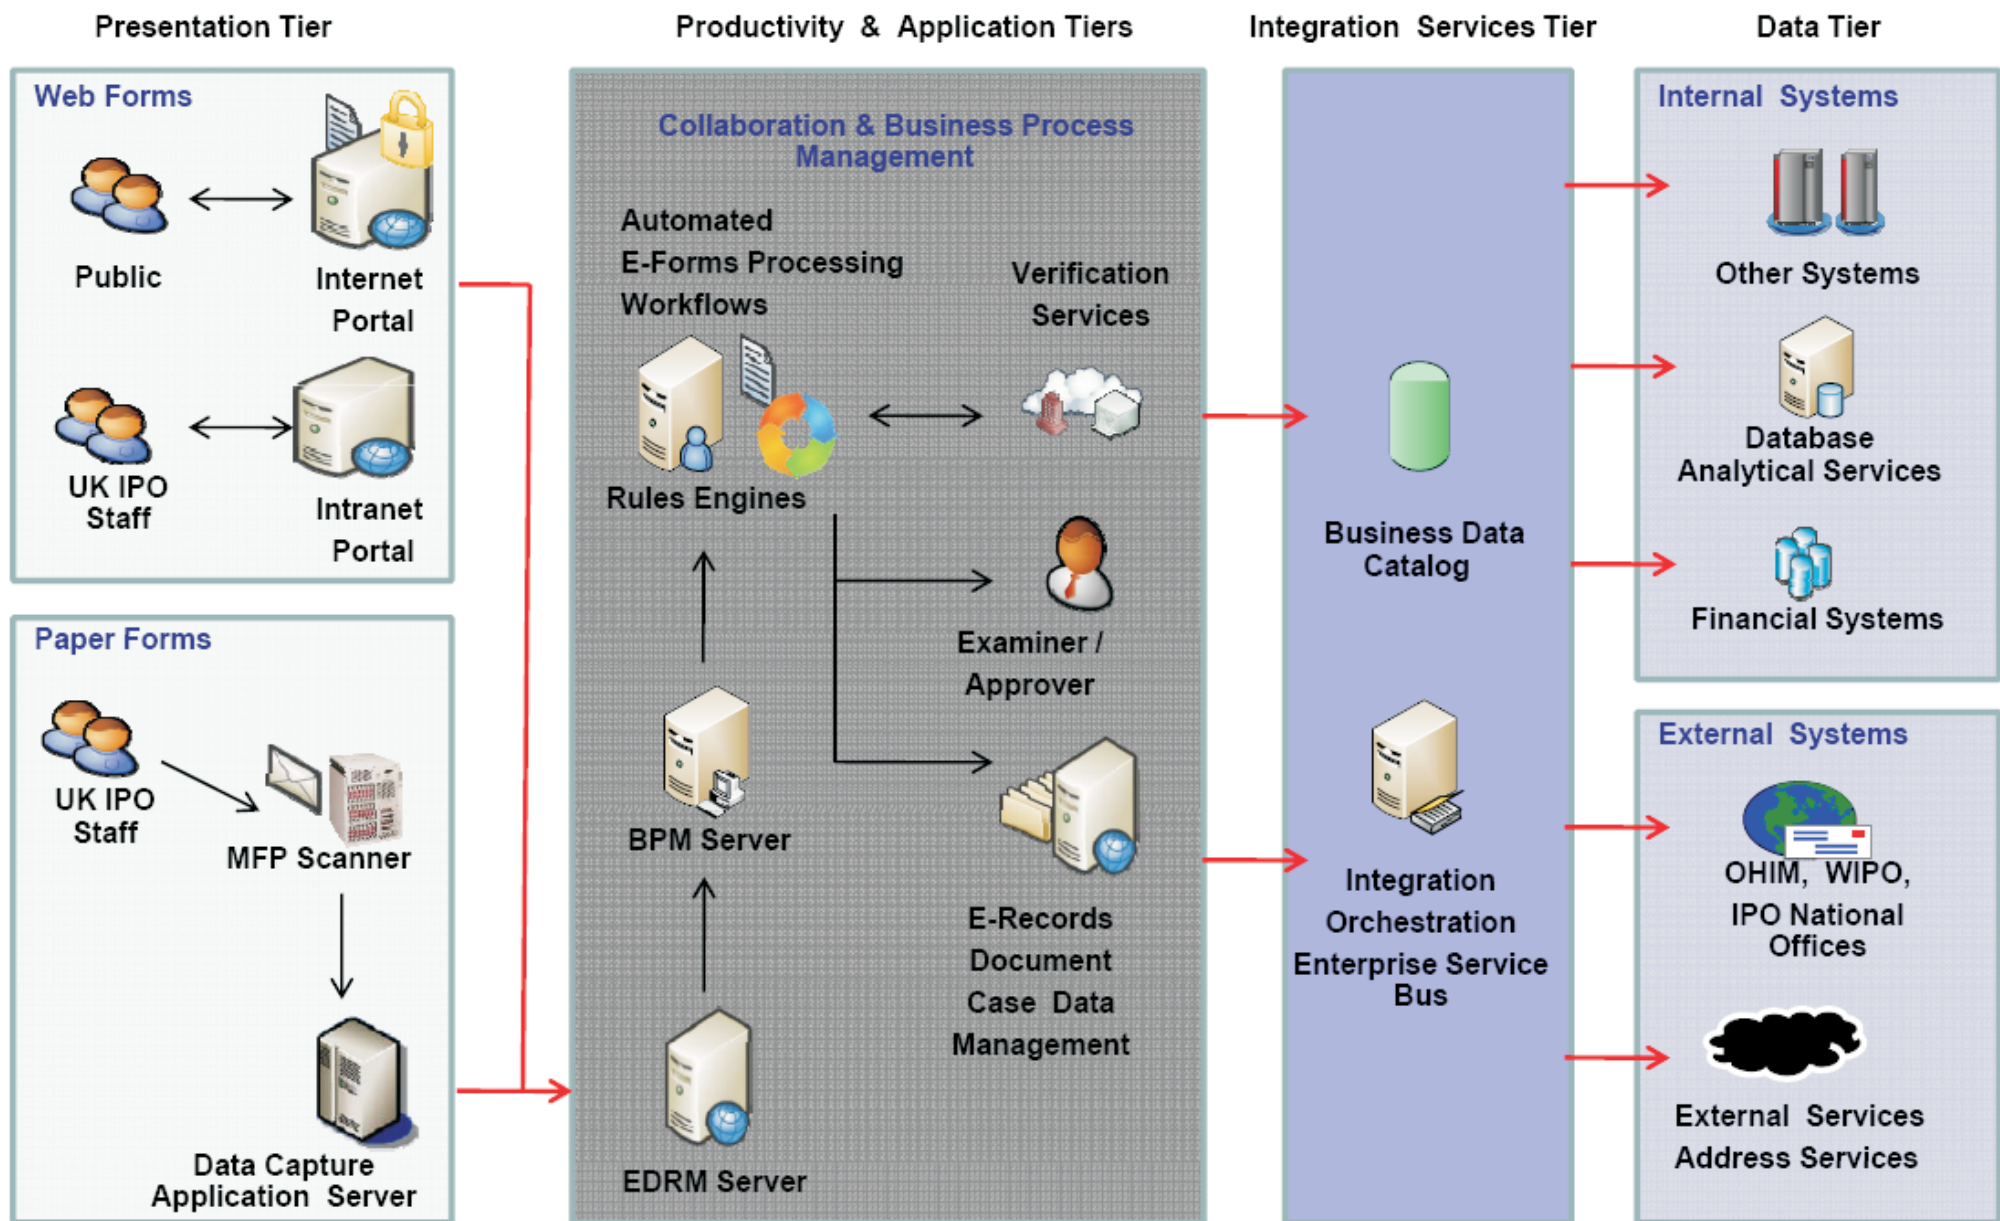 Presentation Tier
Productivity & Application Tiers
Integration Services Tier
Data Tier
Web Forms
Public
Internet
Portal
UK IPO
Staff
Intranet
Portal
Paper Forms
UK IPO
Staff
MFP Scanner
Data Capture
Application Server
Collaboration & Business Process
Management
Automated
E-Forms Processing
Workflows
Verification
Services
Rules Engines
Examiner /
Approver
BPM Server
E-Records
Document
Case Data
Management
EDRM Server
Business Data
Catalog
Integration
Orchestration
Enterprise Service
Bus
Internal Systems
Other Systems
Database
Analytical Services
Financial Systems
External Systems
OHIM, WIPO,
IPO National
Offices
External Services
Address Services